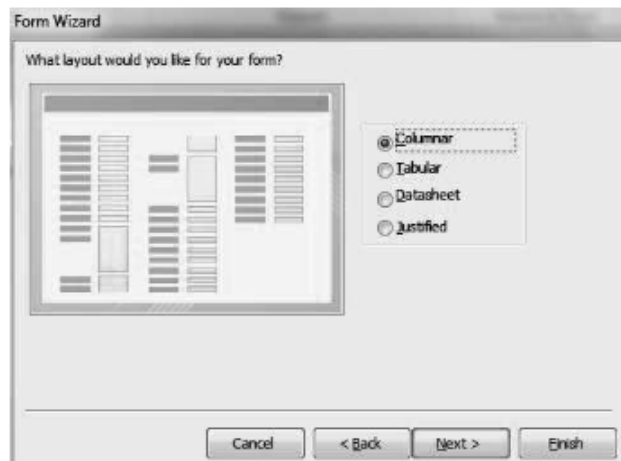 Form Wizard
What layout would you like for your form?
Columnar
Tabular
Datasheet
Justified
Cancel
< Back
Next >
Finish